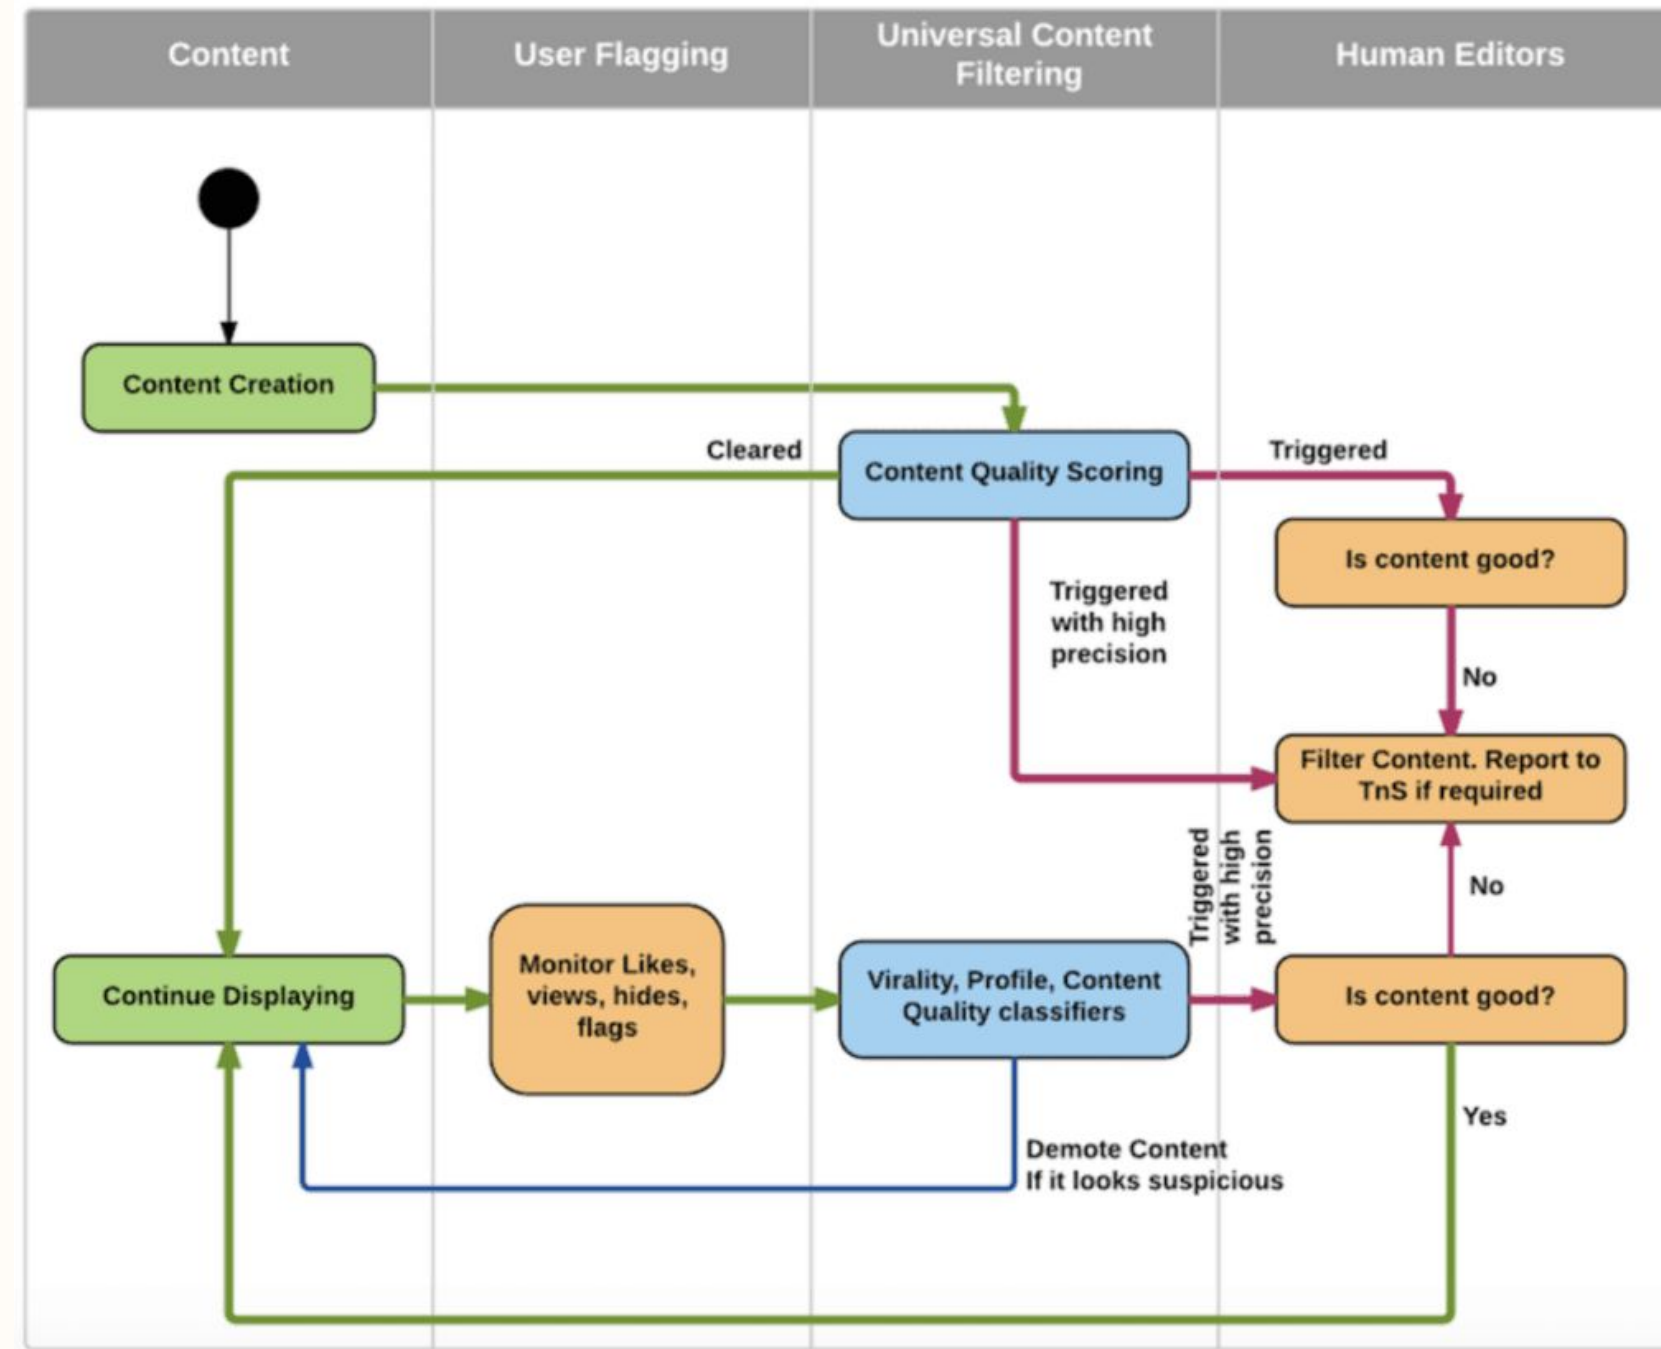 Content
User Flagging
Universal Content
Filtering
Human Editors
Content Creation
Cleared
Content Quality Scoring
Triggered
Is content good?
Triggered
with high
precision
No
Filter Content. Report to
TnS if required
Triggered
with high
precision
No
Continue Displaying
Monitor Likes,
views, hides,
flags
Virality, Profile, Content
Quality classifiers
Is content good?
Yes
Demote Content
If it looks suspicious